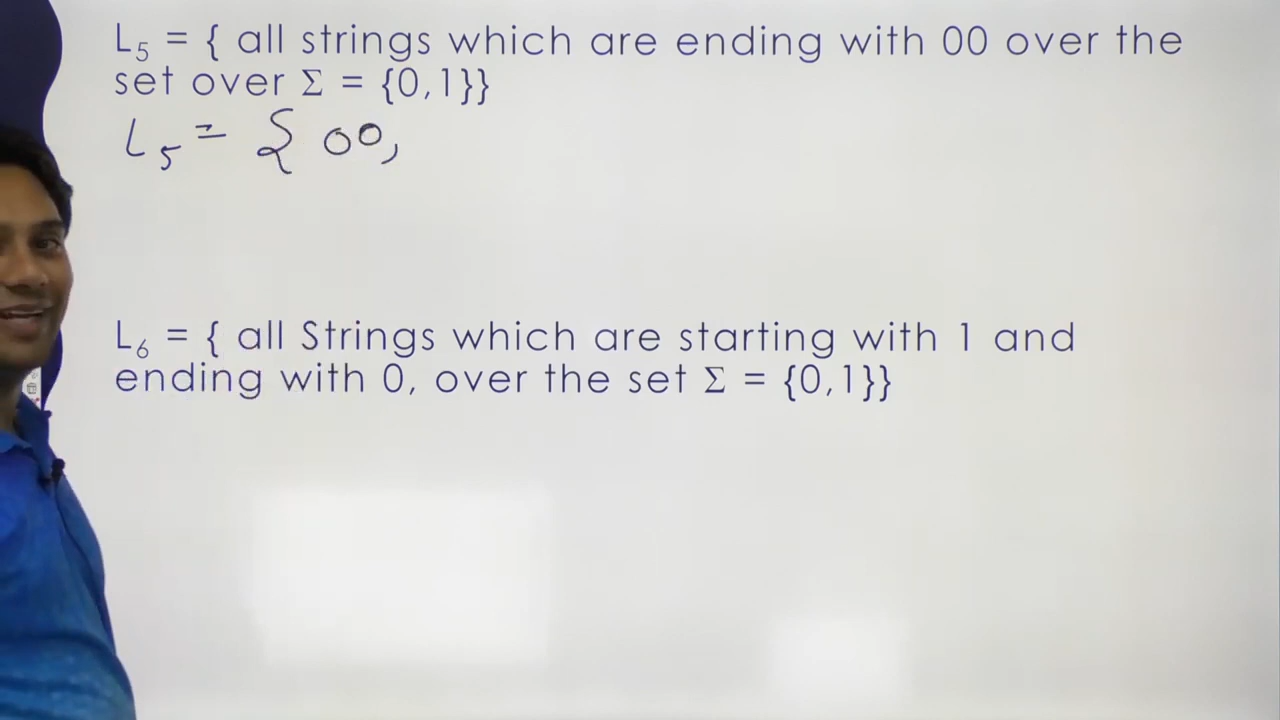 L₅ = { all strings which are ending with 00 over the
set over Σ = {0,1}}
L₅ = { 00,
L₆ = { all Strings which are starting with 1 and
ending with 0, over the set Σ = {0,1}}